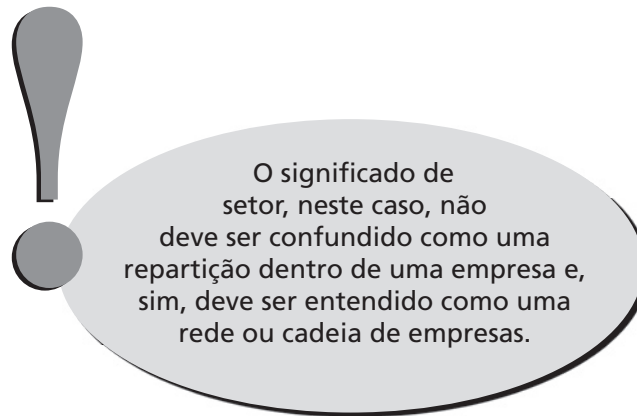 O significado de
setor, neste caso, não
deve ser confundido como uma
repartição dentro de uma empresa e,
sim, deve ser entendido como uma
rede ou cadeia de empresas.